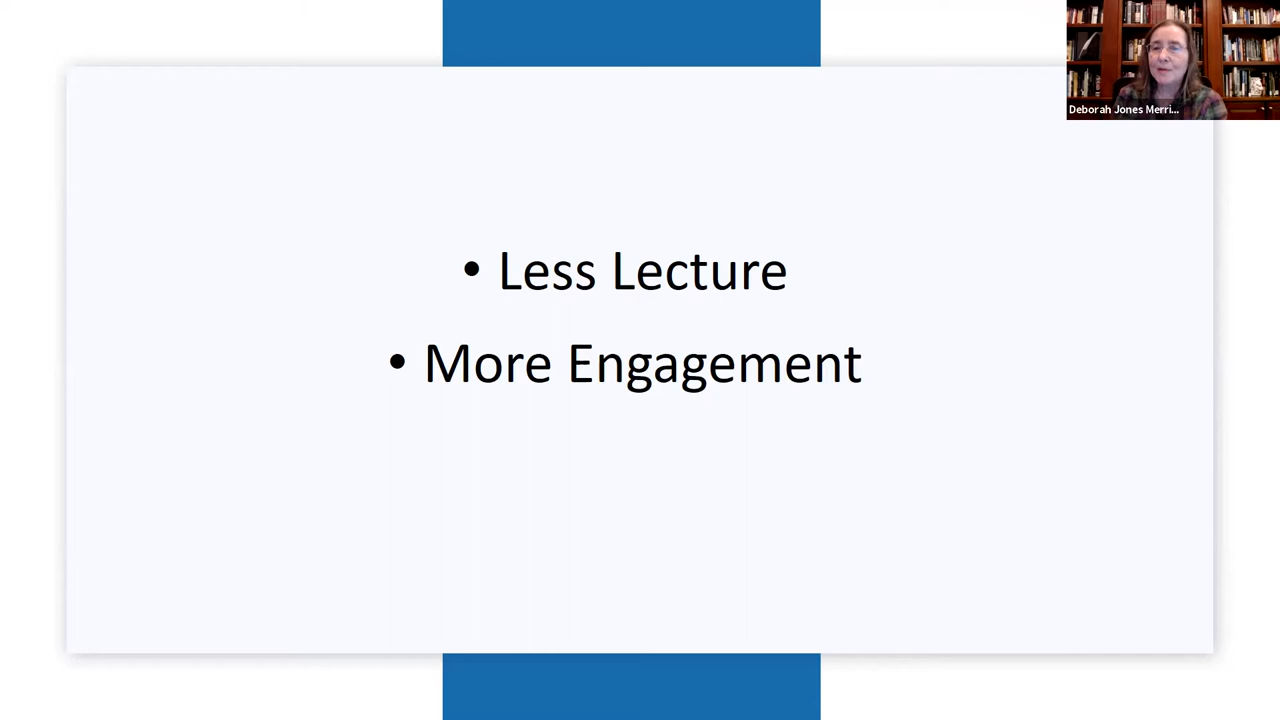 Deborah Jones Merri...
• Less Lecture
• More Engagement